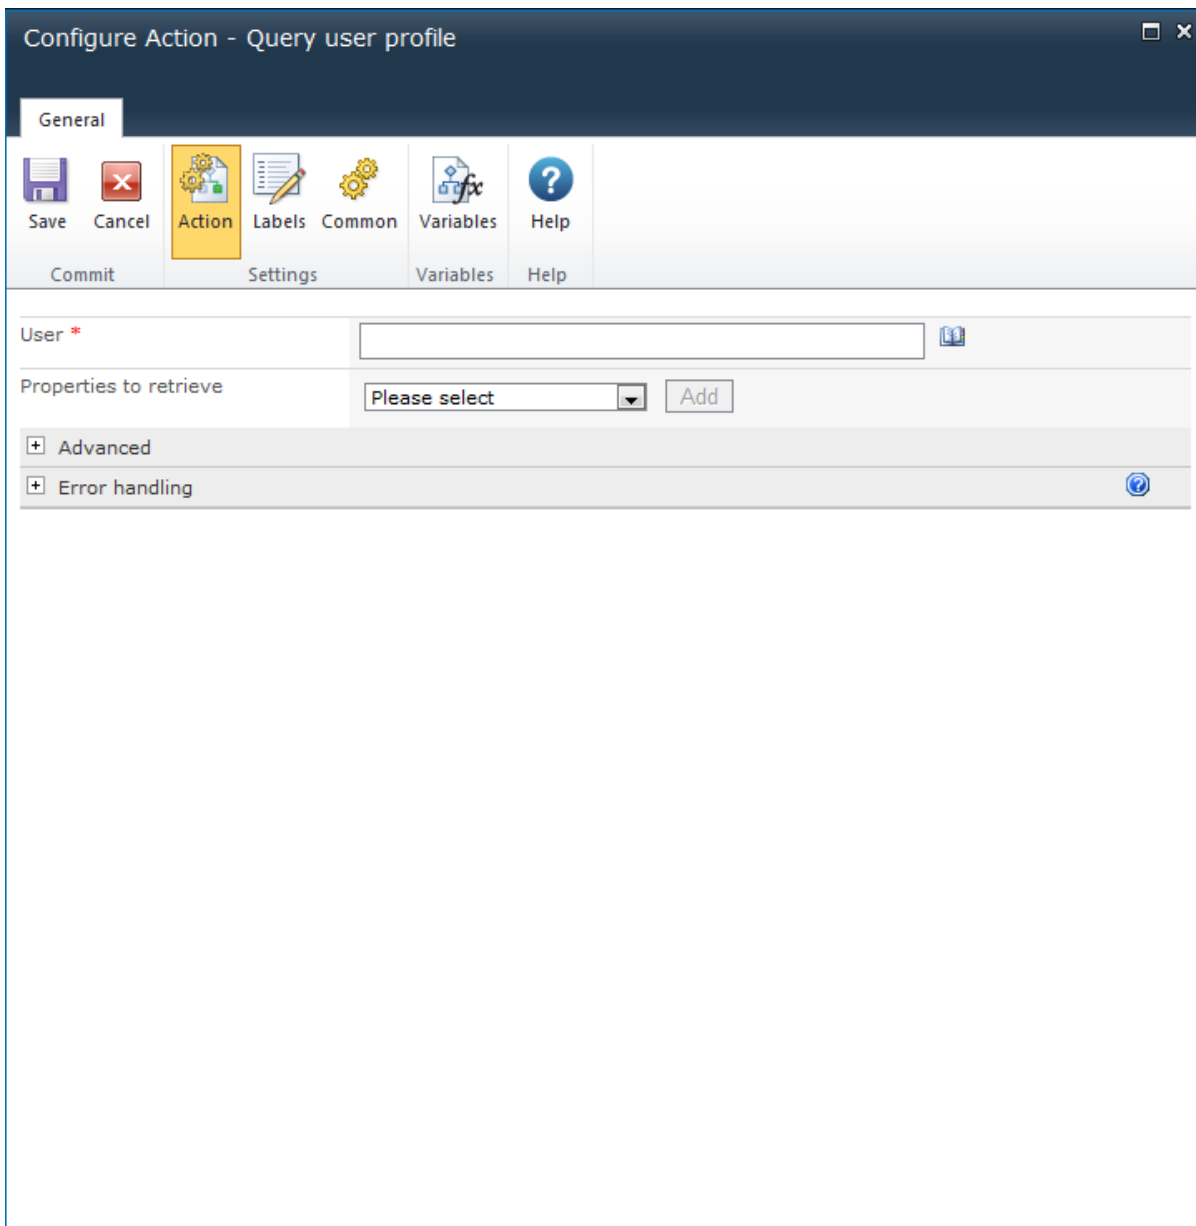 Configure Action - Query user profile
General
Save Cancel Action Labels Common Variables Help
Commit Settings Variables Help
User *
Properties to retrieve Please select Add
Advanced
Error handling